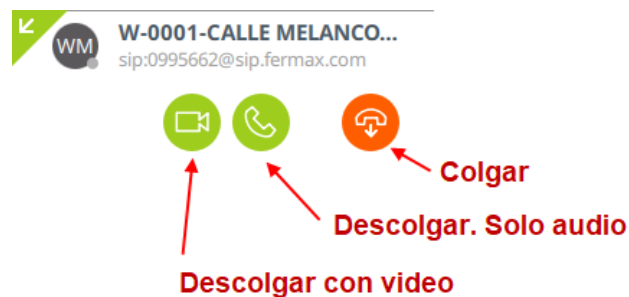 WM
W-0001-CALLE MELANCO...
sip:0995662@sip.fermax.com
Colgar
Descolgar. Solo audio
Descolgar con video